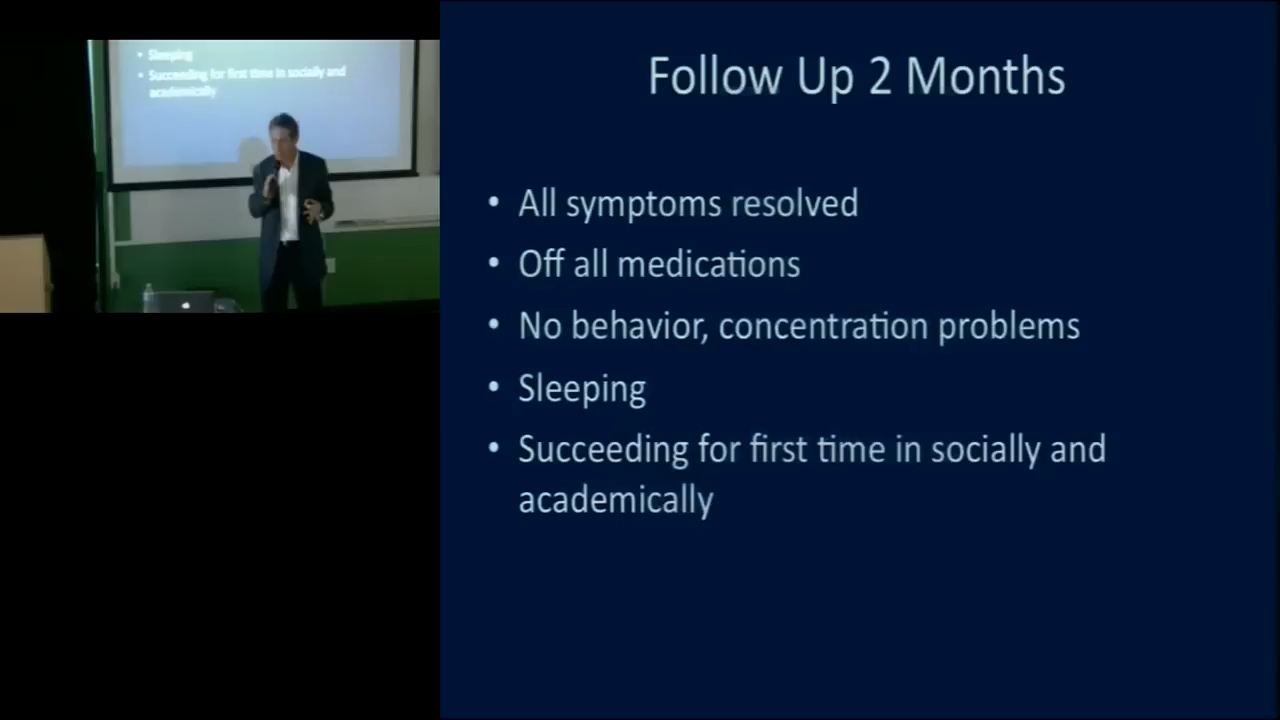 Sleeping
Succeeding for first time in socially and
academically
Follow Up 2 Months
• All symptoms resolved
• Off all medications
• No behavior, concentration problems
• Sleeping
• Succeeding for first time in socially and
academically